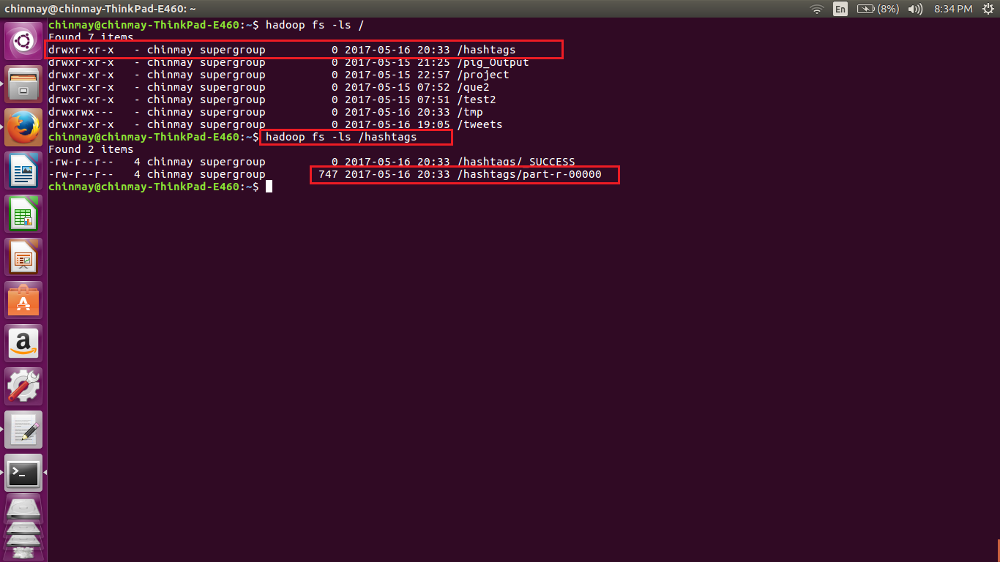 chinmay@chinmay-ThinkPad-E460: ~
En (8%) 8:34 PM
chinmay@chinmay-ThinkPad-E460:~$ hadoop fs -ls /
Found 7 items
drwxr-xr-x   - chinmay supergroup          0 2017-05-16 20:33 /hashtags
drwxr-xr-x   - chinmay supergroup          0 2017-05-15 21:25 /pig_Output
drwxr-xr-x   - chinmay supergroup          0 2017-05-15 22:57 /project
drwxr-xr-x   - chinmay supergroup          0 2017-05-15 07:52 /que2
drwxr-xr-x   - chinmay supergroup          0 2017-05-15 07:51 /test2
drwxrwx---   - chinmay supergroup          0 2017-05-16 20:33 /tmp
drwxr-xr-x   - chinmay supergroup          0 2017-05-16 19:05 /tweets
chinmay@chinmay-ThinkPad-E460:~$ hadoop fs -ls /hashtags
Found 2 items
-rw-r--r--   4 chinmay supergroup          0 2017-05-16 20:33 /hashtags/_SUCCESS
-rw-r--r--   4 chinmay supergroup        747 2017-05-16 20:33 /hashtags/part-r-00000
chinmay@chinmay-ThinkPad-E460:~$